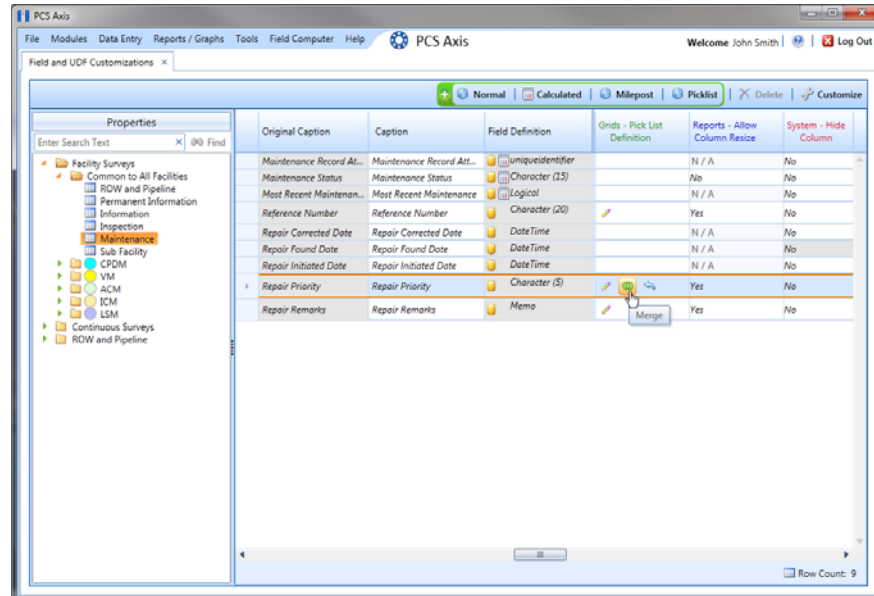 PCS Axis
File Modules Data Entry Reports / Graphs Tools Field Computer Help PCS Axis Welcome John Smith | | Log Out
Field and UDF Customizations ×
Normal | Calculated | Milepost | Picklist | Delete | Customize
Properties
Enter Search Text × Find
Facility Surveys
Common to All Facilities
ROW and Pipeline
Permanent Information
Information
Inspection
Maintenance
Sub Facility
CPDM
VM
ACM
ICM
LSM
Continuous Surveys
ROW and Pipeline
Original Caption Caption Field Definition Grids - Pick List Definition Reports - Allow Column Resize System - Hide Column
Maintenance Record At... Maintenance Record Att... uniqueidentifier N / A No
Maintenance Status Maintenance Status Character (15) No No
Most Recent Maintenan... Most Recent Maintenance Logical N / A No
Reference Number Reference Number Character (20) Yes No
Repair Corrected Date Repair Corrected Date DateTime N / A No
Repair Found Date Repair Found Date DateTime N / A No
Repair Initiated Date Repair Initiated Date DateTime N / A No
Repair Priority Repair Priority Character (5) Yes No
Repair Remarks Repair Remarks Memo Yes No
Merge
Row Count: 9